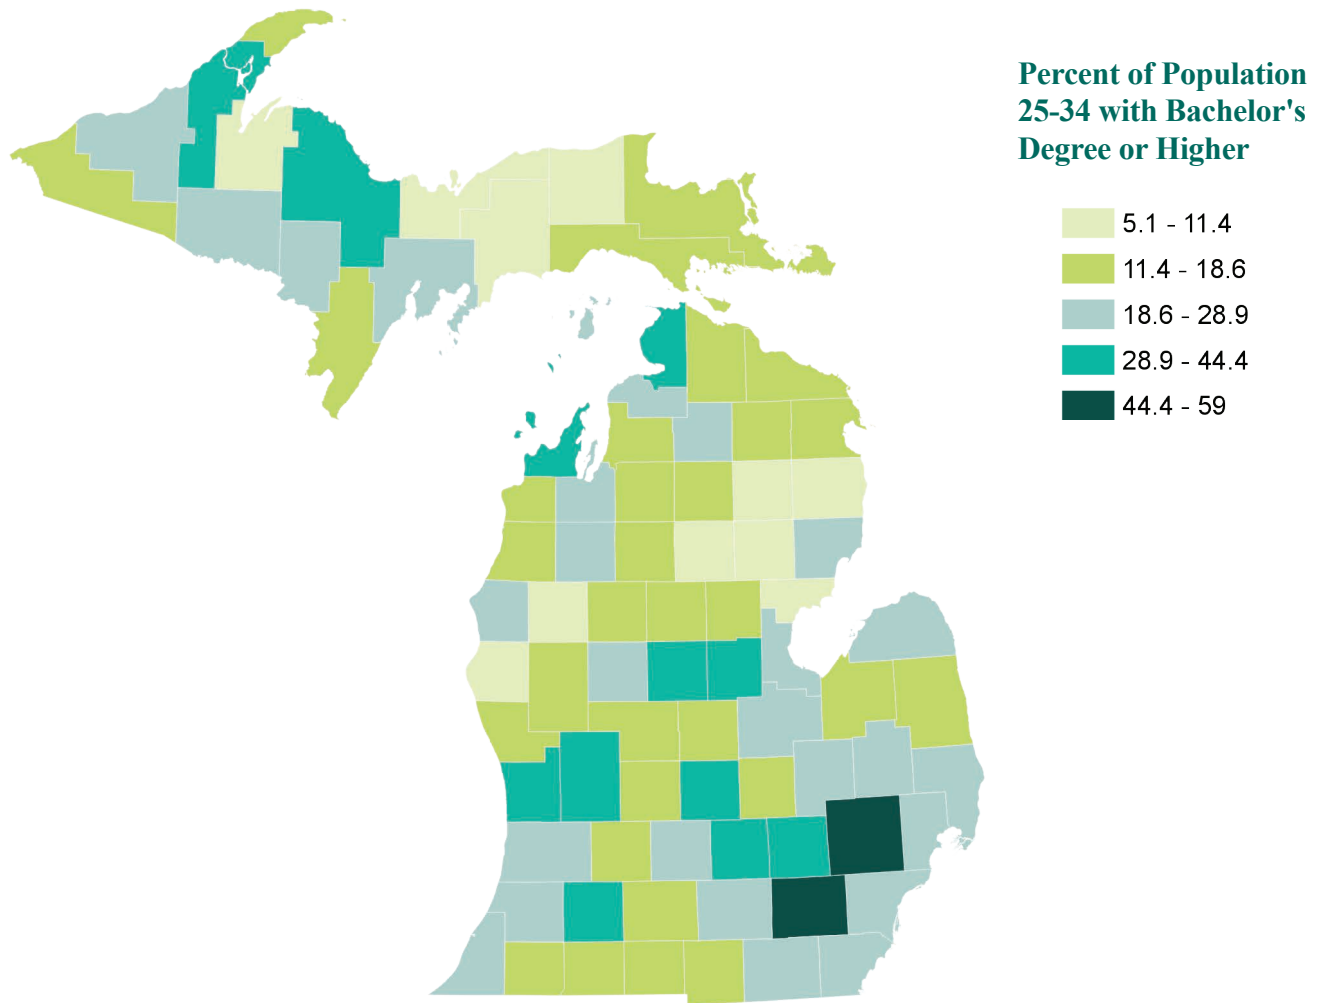 Percent of Population
25-34 with Bachelor's
Degree or Higher
5.1 - 11.4
11.4 - 18.6
18.6 - 28.9
28.9 - 44.4
44.4 - 59